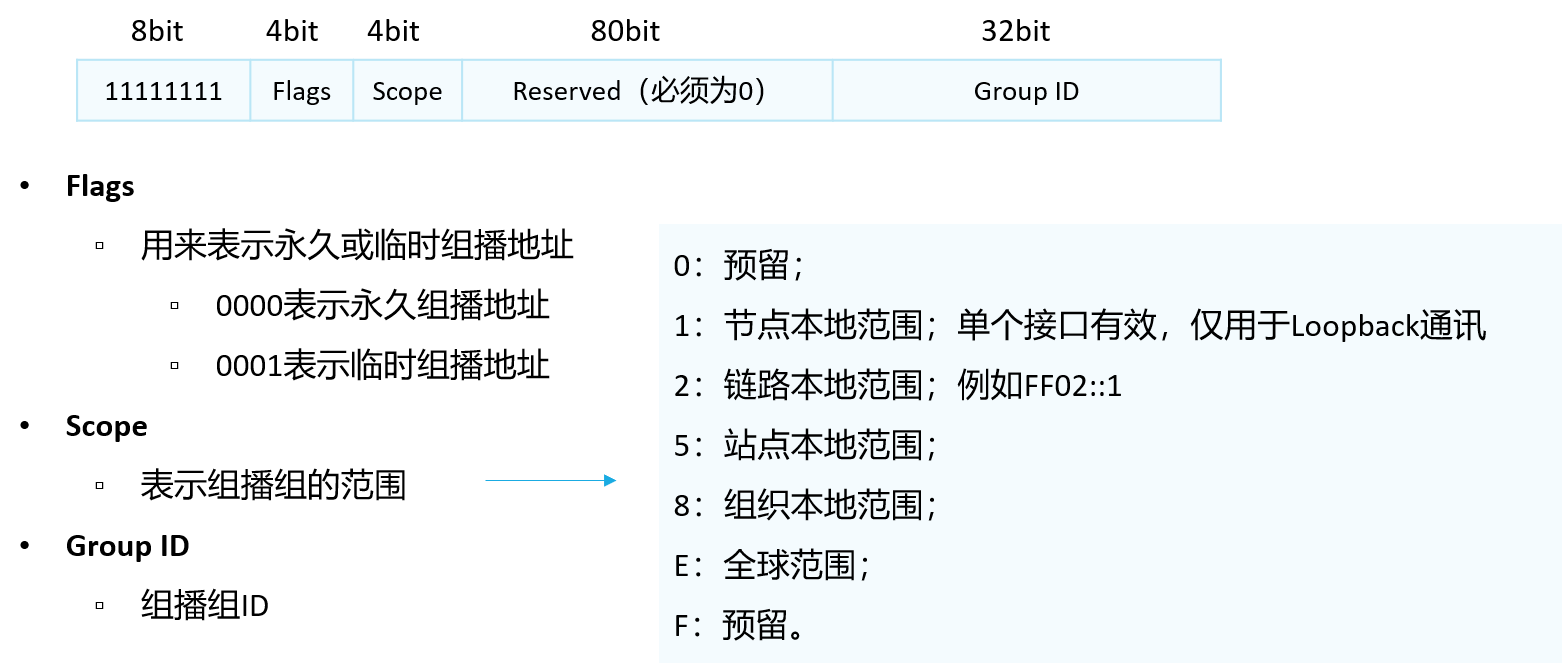 8bit 4bit 4bit 80bit 32bit
11111111 Flags Scope Reserved（必须为0） Group ID
• Flags
▫ 用来表示永久或临时组播地址
▫ 0000表示永久组播地址
▫ 0001表示临时组播地址
• Scope
▫ 表示组播组的范围
• Group ID
▫ 组播组ID
0：预留；
1：节点本地范围；单个接口有效，仅用于Loopback通讯
2：链路本地范围；例如FF02::1
5：站点本地范围；
8：组织本地范围；
E：全球范围；
F：预留。